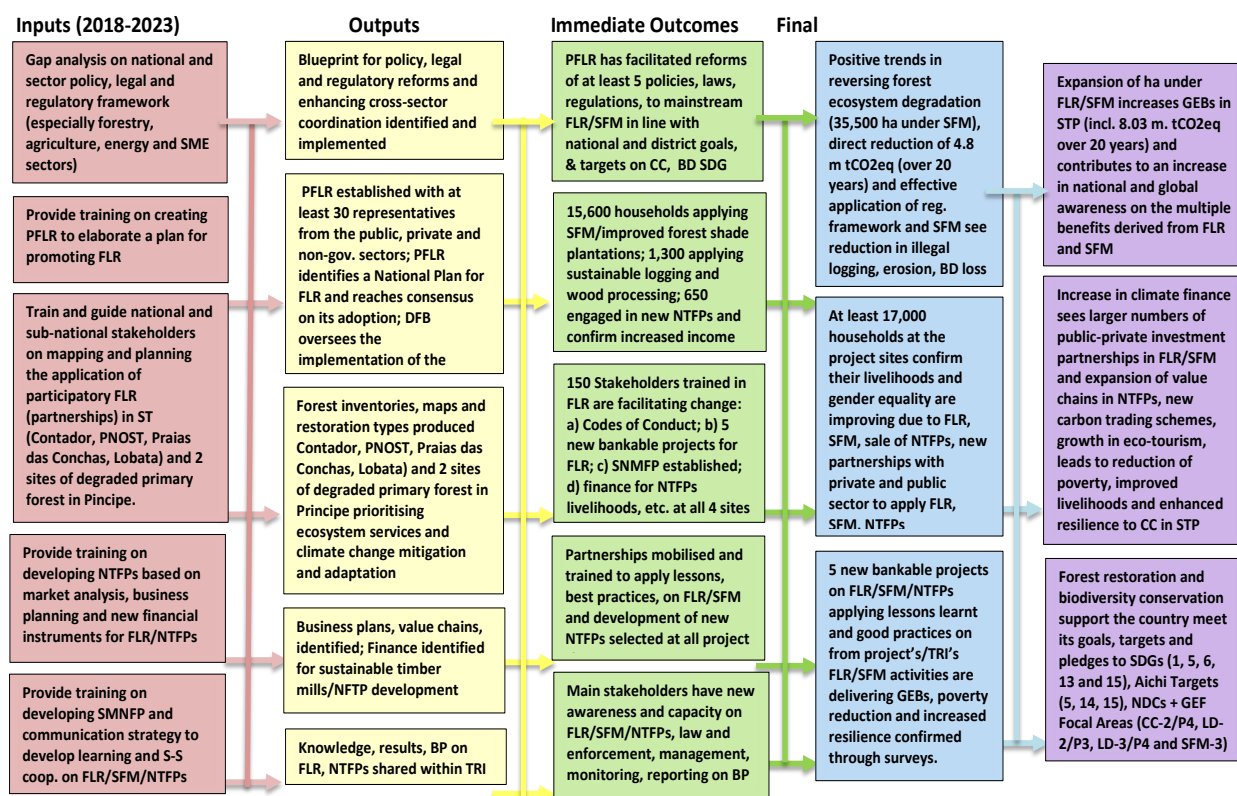 Inputs (2018-2023)
Outputs
Immediate Outcomes
Final
Gap analysis on national and
sector policy, legal and
regulatory framework
(especially forestry,
agriculture, energy and SME
sectors)
Provide training on creating
PFLR to elaborate a plan for
promoting FLR
Train and guide national and
sub-national stakeholders
on mapping and planning
the application of
participatory FLR
(partnerships) in ST
(Contador, PNOST, Praias
das Conchas, Lobata) and 2
sites of degraded primary
forest in Pincipe.
Provide training on
developing NTFPs based on
market analysis, business
planning and new financial
instruments for FLR/NTFPs
Provide training on
developing SMNFP and
communication strategy to
develop learning and S-S
coop. on FLR/SFM/NTFPs
Blueprint for policy, legal
and regulatory reforms and
enhancing cross-sector
coordination identified and
implemented
PFLR established with at
least 30 representatives
from the public, private and
non-gov. sectors; PFLR
identifies a National Plan for
FLR and reaches consensus
on its adoption; DFB
oversees the
implementation of the
Forest inventories, maps and
restoration types produced
Contador, PNOST, Praias das
Conchas, Lobata) and 2 sites
of degraded primary forest in
Principe prioritising
ecosystem services and
climate change mitigation
and adaptation
Business plans, value chains,
identified; Finance identified
for sustainable timber
mills/NFTP development
Knowledge, results, BP on
FLR, NTFPs shared within TRI
PFLR has facilitated reforms
of at least 5 policies, laws,
regulations, to mainstream
FLR/SFM in line with
national and district goals,
& targets on CC, BD SDG
15,600 households applying
SFM/improved forest shade
plantations; 1,300 applying
sustainable logging and
wood processing; 650
engaged in new NTFPs and
confirm increased income
150 Stakeholders trained in
FLR are facilitating change:
a) Codes of Conduct; b) 5
new bankable projects for
FLR; c) SNMFP established;
d) finance for NTFPs
livelihoods, etc. at all 4 sites
Partnerships mobilised and
trained to apply lessons,
best practices, on FLR/SFM
and development of new
NTFPs selected at all project
Main stakeholders have new
awareness and capacity on
FLR/SFM/NTFPs, law and
enforcement, management,
monitoring, reporting on BP
Positive trends in
reversing forest
ecosystem degradation
(35,500 ha under SFM),
direct reduction of 4.8
m tCO2eq (over 20
years) and effective
application of reg.
framework and SFM see
reduction in illegal
logging, erosion, BD loss
At least 17,000
households at the
project sites confirm
their livelihoods and
gender equality are
improving due to FLR,
SFM, sale of NTFPs, new
partnerships with
private and public
sector to apply FLR,
SFM, NTFPs
5 new bankable projects
on FLR/SFM/NTFPs
applying lessons learnt
and good practices on
from project's/TRI's
FLR/SFM activities are
delivering GEBs, poverty
reduction and increased
resilience confirmed
through surveys.
Expansion of ha under
FLR/SFM increases GEBs in
STP (incl. 8.03 m. tCO2eq
over 20 years) and
contributes to an increase
in national and global
awareness on the multiple
benefits derived from FLR
and SFM
Increase in climate finance
sees larger numbers of
public-private investment
partnerships in FLR/SFM
and expansion of value
chains in NTFPs, new
carbon trading schemes,
growth in eco-tourism,
leads to reduction of
poverty, improved
livelihoods and enhanced
resilience to CC in STP
Forest restoration and
biodiversity conservation
support the country meet
its goals, targets and
pledges to SDGs (1, 5, 6,
13 and 15), Aichi Targets
(5, 14, 15), NDCs + GEF
Focal Areas (CC-2/P4, LD-
2/P3, LD-3/P4 and SFM-3)